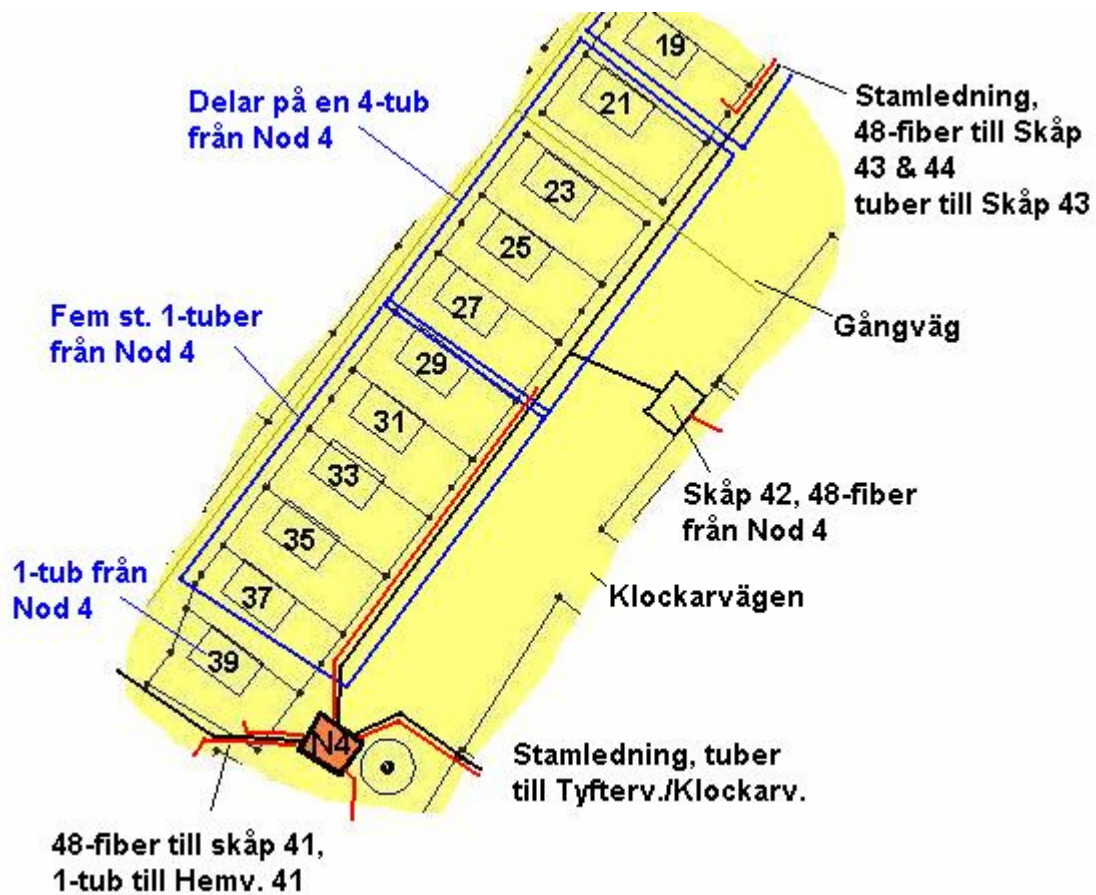 19
Delar på en 4-tub
från Nod 4
21
Stamledning,
48-fiber till Skåp
43 & 44
tuber till Skåp 43
23
25
27
Fem st. 1-tuber
från Nod 4
Gångväg
29
31
33
Skåp 42, 48-fiber
från Nod 4
35
1-tub från
Nod 4
37
Klockarvägen
39
N4
Stamledning, tuber
till Tyfterv./Klockarv.
48-fiber till skåp 41,
1-tub till Hemv. 41